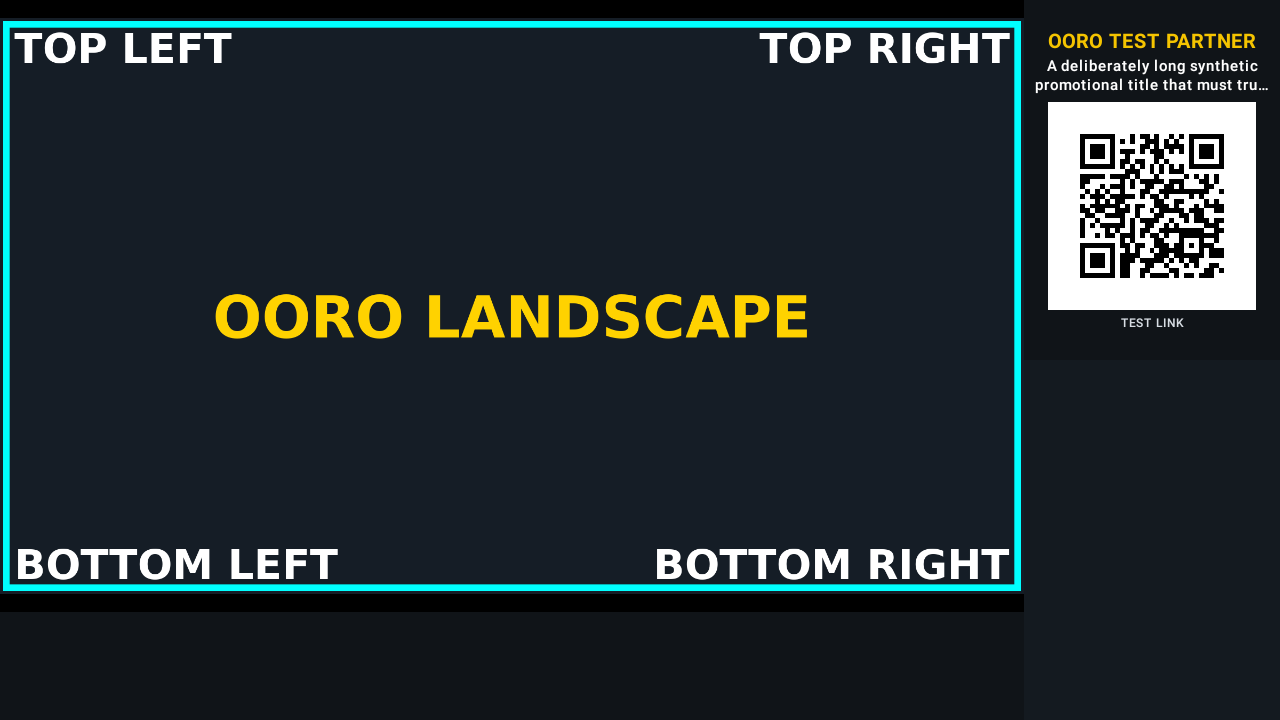 TOP LEFT
TOP RIGHT
OORO LANDSCAPE
BOTTOM LEFT
BOTTOM RIGHT
OORO TEST PARTNER
A deliberately long synthetic
promotional title that must tru…
TEST LINK